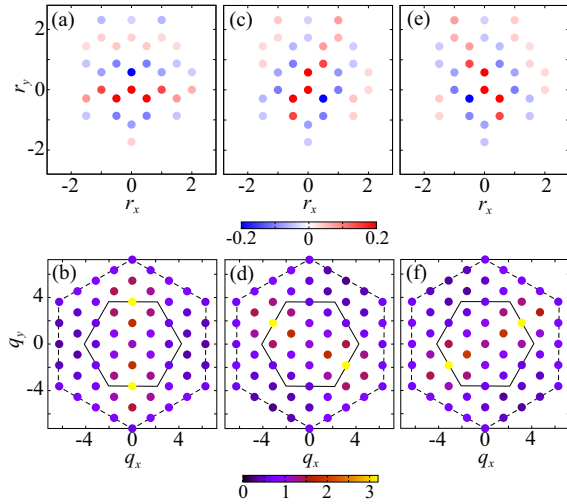 (a) (c) (e)
2
0
-2
r_y
-2 0 2 -2 0 2 -2 0 2
r_x r_x r_x
-0.2 0 0.2
(b) (d) (f)
4
0
-4
q_y
-4 0 4 -4 0 4 -4 0 4
q_x q_x q_x
0 1 2 3